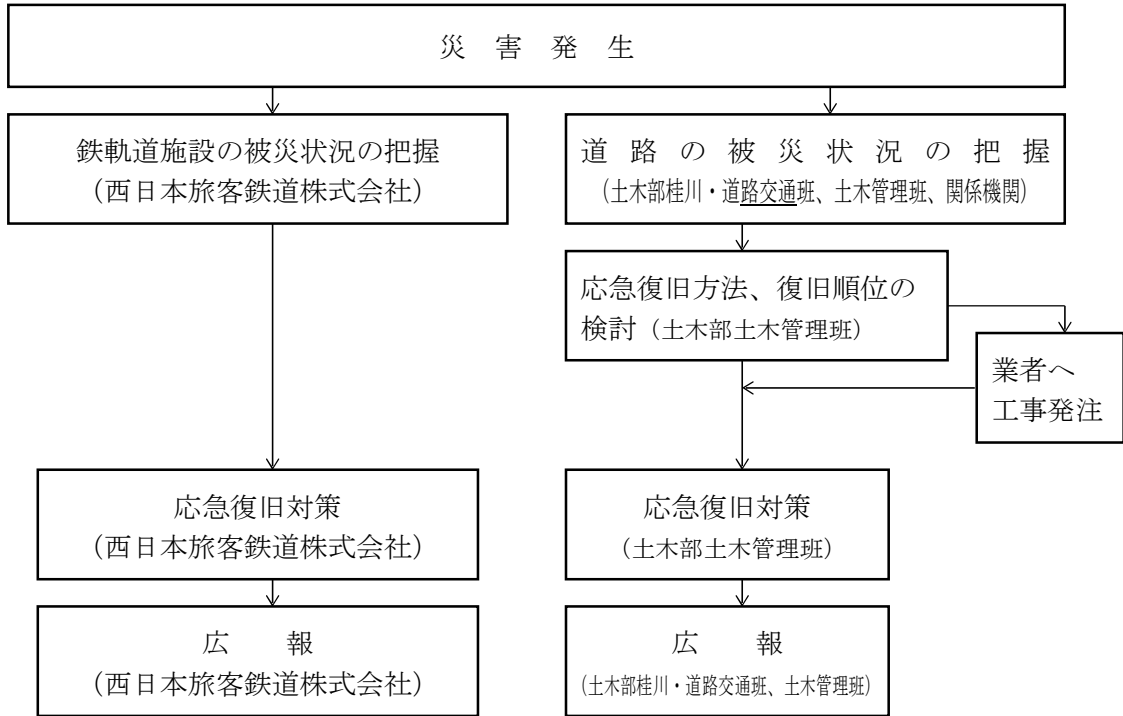 災　害　発　生
鉄軌道施設の被災状況の把握
（西日本旅客鉄道株式会社）
道路の被災状況の把握
（土木部桂川・道路交通班、土木管理班、関係機関）
応急復旧方法、復旧順位の
検討（土木部土木管理班）
業者へ
工事発注
応急復旧対策
（西日本旅客鉄道株式会社）
応急復旧対策
（土木部土木管理班）
広　　報
（西日本旅客鉄道株式会社）
広　　報
（土木部桂川・道路交通班、土木管理班）